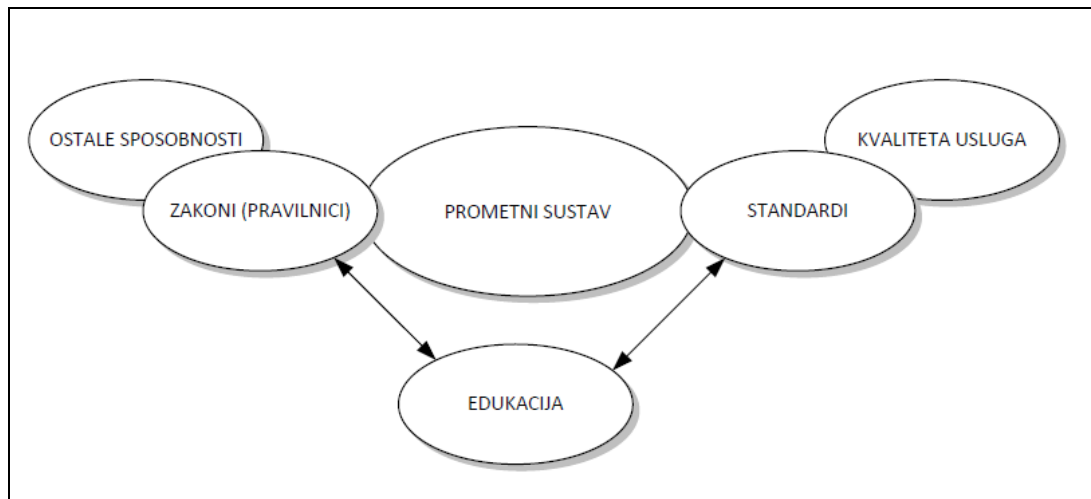 OSTALE SPOSOBNOSTI
KVALITETA USLUGA
ZAKONI (PRAVILNICI)
PROMETNI SUSTAV
STANDARDI
EDUKACIJA